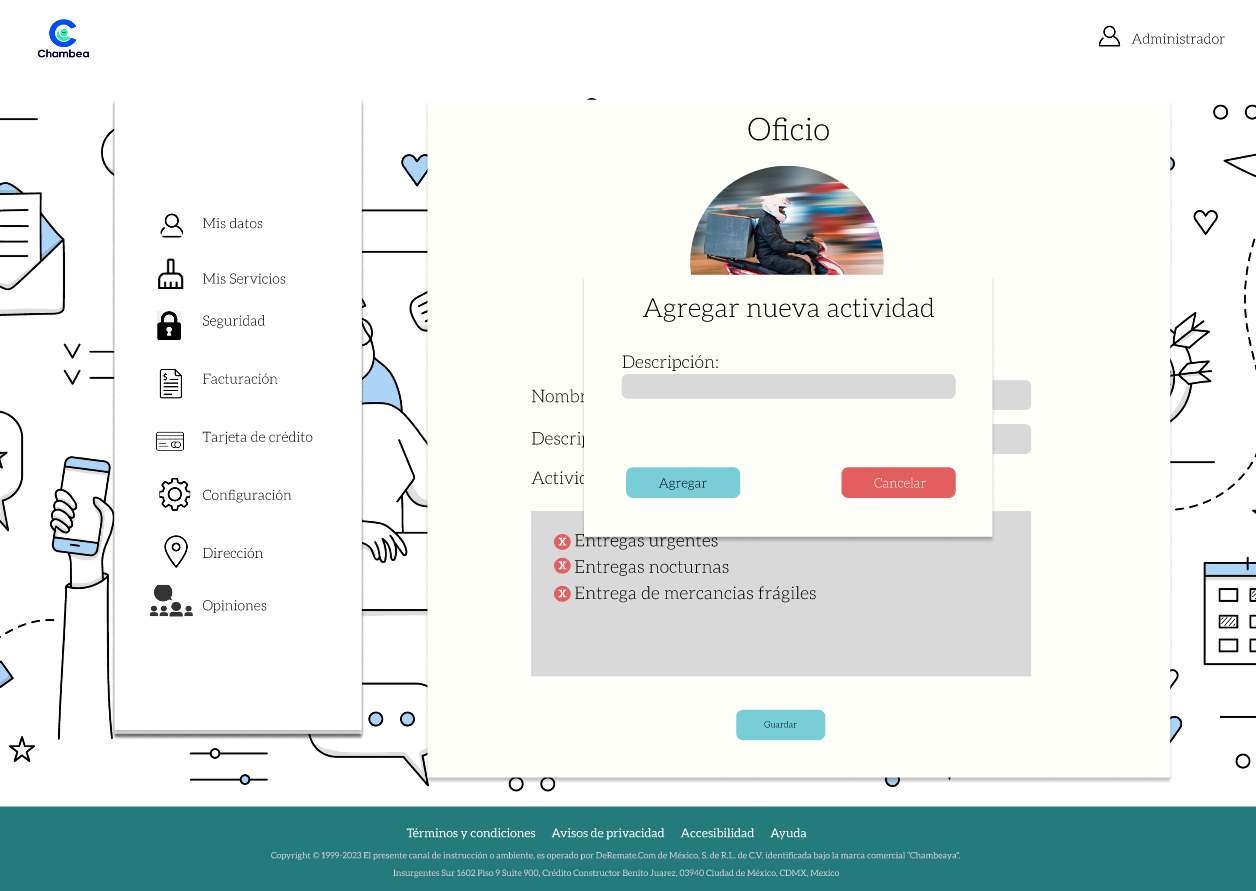 Chambea
Administrador
Mis datos
Mis Servicios
Seguridad
Facturación
Tarjeta de crédito
Configuración
Dirección
Opiniones
Oficio
Agregar nueva actividad
Descripción:
Agregar
Cancelar
X Entregas urgentes
X Entregas nocturnas
X Entrega de mercancias frágiles
Guardar
Términos y condiciones Avisos de privacidad Accesibilidad Ayuda
Copyright © 1999-2023 El presente canal de instrucción o ambiente, es operado por DeRemate.Com de México, S. de R.L. de C.V. identificada bajo la marca comercial "Chambeaya".
Insurgentes Sur 1602 Piso 9 Suite 900, Crédito Constructor Benito Juarez, 03940 Ciudad de México, CDMX, Mexico